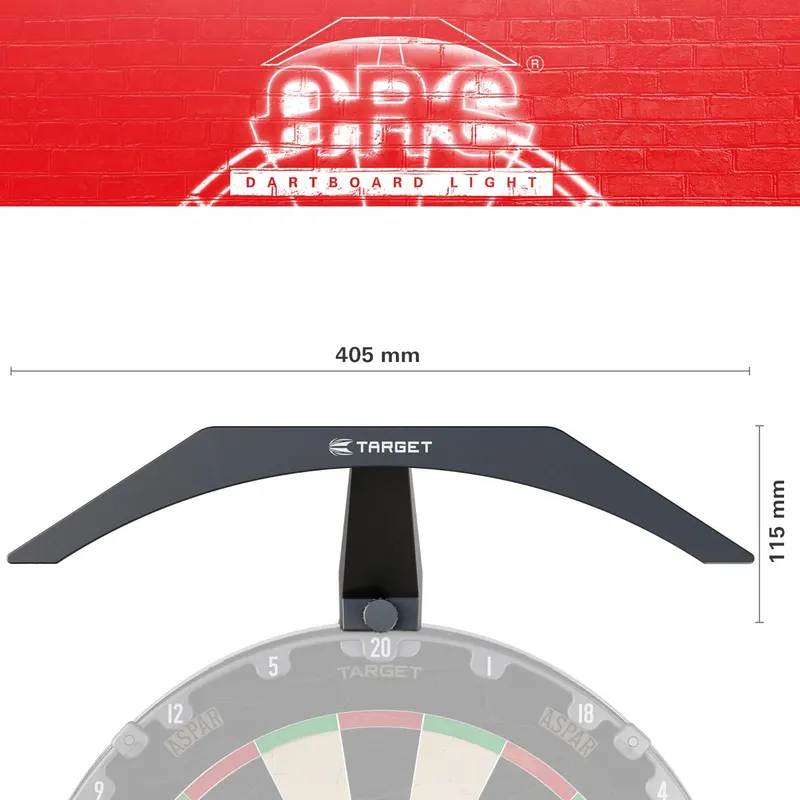 ARC®
DARTBOARD LIGHT
405 mm
TARGET
115 mm
20
5
1
TARGET
12
18
ASPAR
ASPAR
9
4